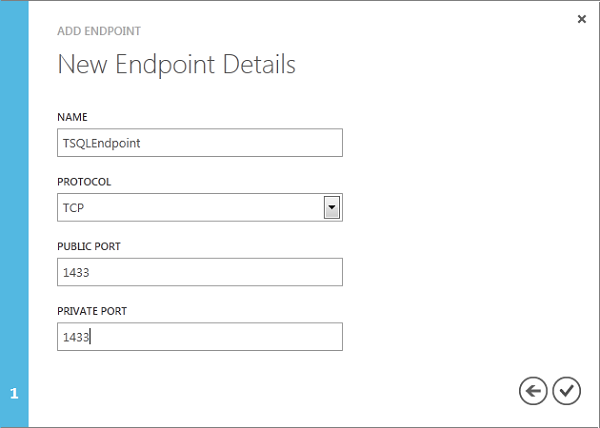 ADD ENDPOINT
New Endpoint Details
NAME
TSQLEndpoint
PROTOCOL
TCP
PUBLIC PORT
1433
PRIVATE PORT
1433
1